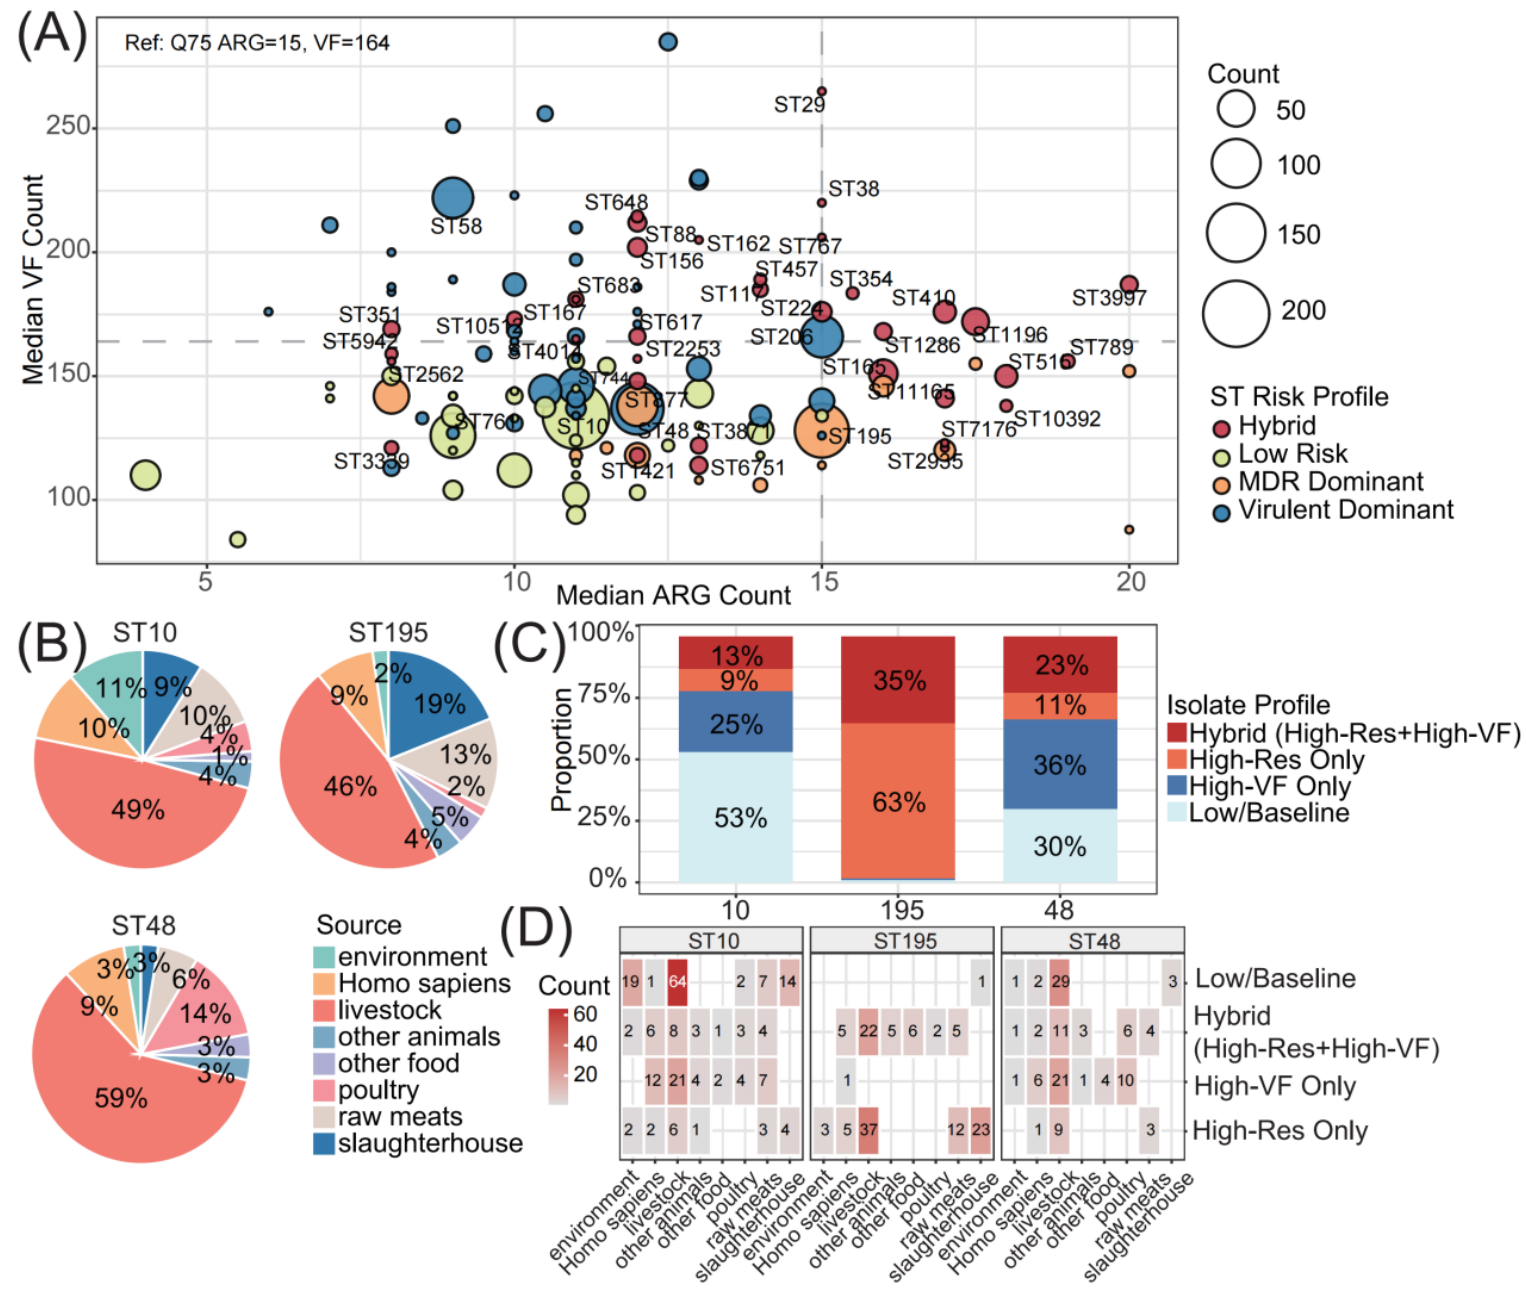 (A)
Ref: Q75 ARG=15, VF=164
Median VF Count
250
200
150
100
5
10
15
20
Median ARG Count
ST29
ST38
ST648
ST58
ST88
ST162
ST767
ST156
ST457
ST354
ST683
ST117
ST410
ST3997
ST351
ST167
ST224
ST617
ST206
ST1196
ST5942
ST4014
ST2253
ST1286
ST789
ST2562
ST744
ST165
ST11165
ST877
ST10392
ST10
ST48
ST3871
ST195
ST7176
ST3339
ST1421
ST6751
ST2935
Count
50
100
150
200
ST Risk Profile
Hybrid
Low Risk
MDR Dominant
Virulent Dominant
(B)
ST10
11%
9%
10%
10%
4%
1%
4%
49%
ST195
2%
9%
19%
13%
46%
2%
5%
4%
ST48
3%
3%
6%
9%
14%
3%
3%
59%
Source
environment
Homo sapiens
livestock
other animals
other food
poultry
raw meats
slaughterhouse
(C)
Proportion
100%
75%
50%
25%
0%
13%
9%
25%
53%
35%
63%
23%
11%
36%
30%
10
195
48
Isolate Profile
Hybrid (High-Res+High-VF)
High-Res Only
High-VF Only
Low/Baseline
(D)
Count
60
40
20
ST10
ST195
ST48
19 1 64 2 7 14 1 1 2 29 3 Low/Baseline
2 6 8 3 1 3 4 5 22 5 6 2 5 1 2 11 3 6 4 Hybrid
(High-Res+High-VF)
12 21 4 2 4 7 1 1 6 21 1 4 10 High-VF Only
2 2 6 1 3 4 3 5 37 12 23 1 9 3 High-Res Only
environment
Homo sapiens
livestock
other animals
other food
poultry
raw meats
slaughterhouse
environment
Homo sapiens
livestock
other animals
other food
poultry
raw meats
slaughterhouse
environment
Homo sapiens
livestock
other animals
other food
poultry
raw meats
slaughterhouse